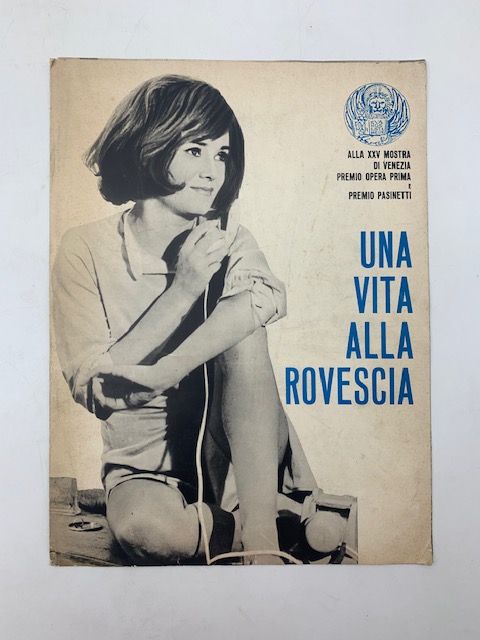 ALLA XXV MOSTRA
DI VENEZIA
PREMIO OPERA PRIMA
E
PREMIO PASINETTI
UNA
VITA
ALLA
ROVESCIA